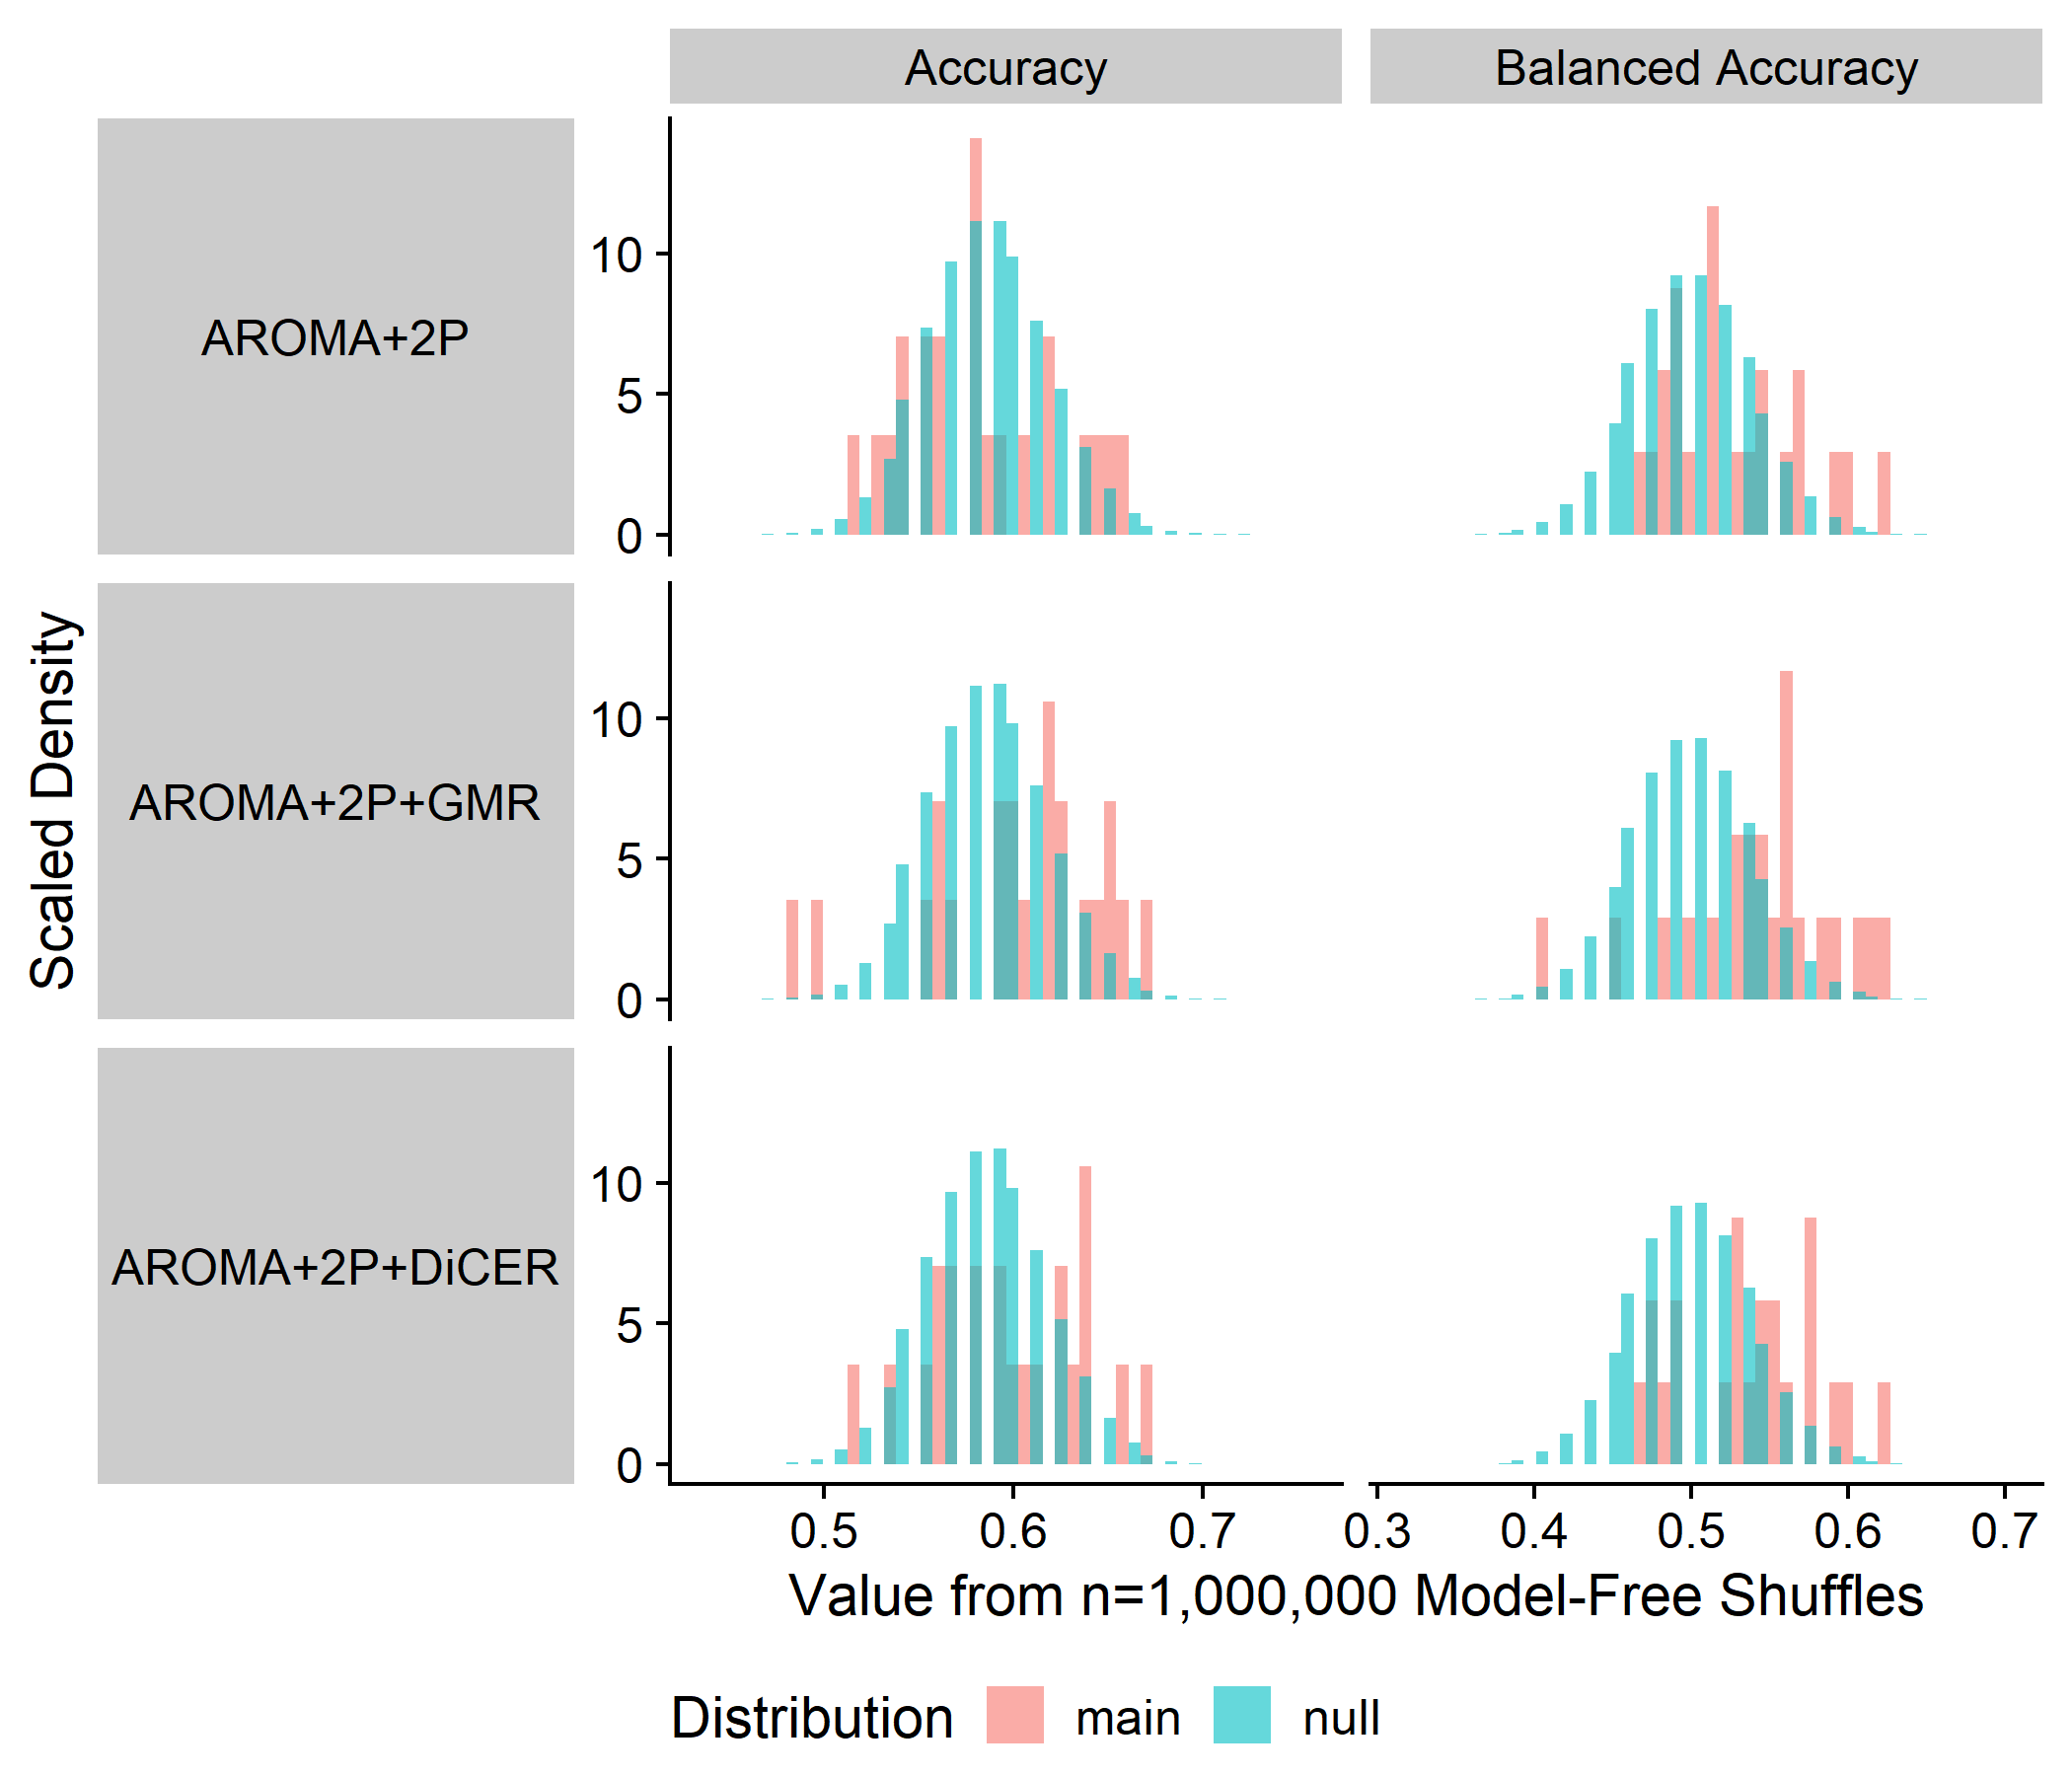 Accuracy
Balanced Accuracy
Scaled Density
AROMA+2P
10
5
0
AROMA+2P+GMR
10
5
0
AROMA+2P+DiCER
10
5
0
0.5 0.6 0.7 0.3 0.4 0.5 0.6 0.7
Value from n=1,000,000 Model-Free Shuffles
Distribution main null